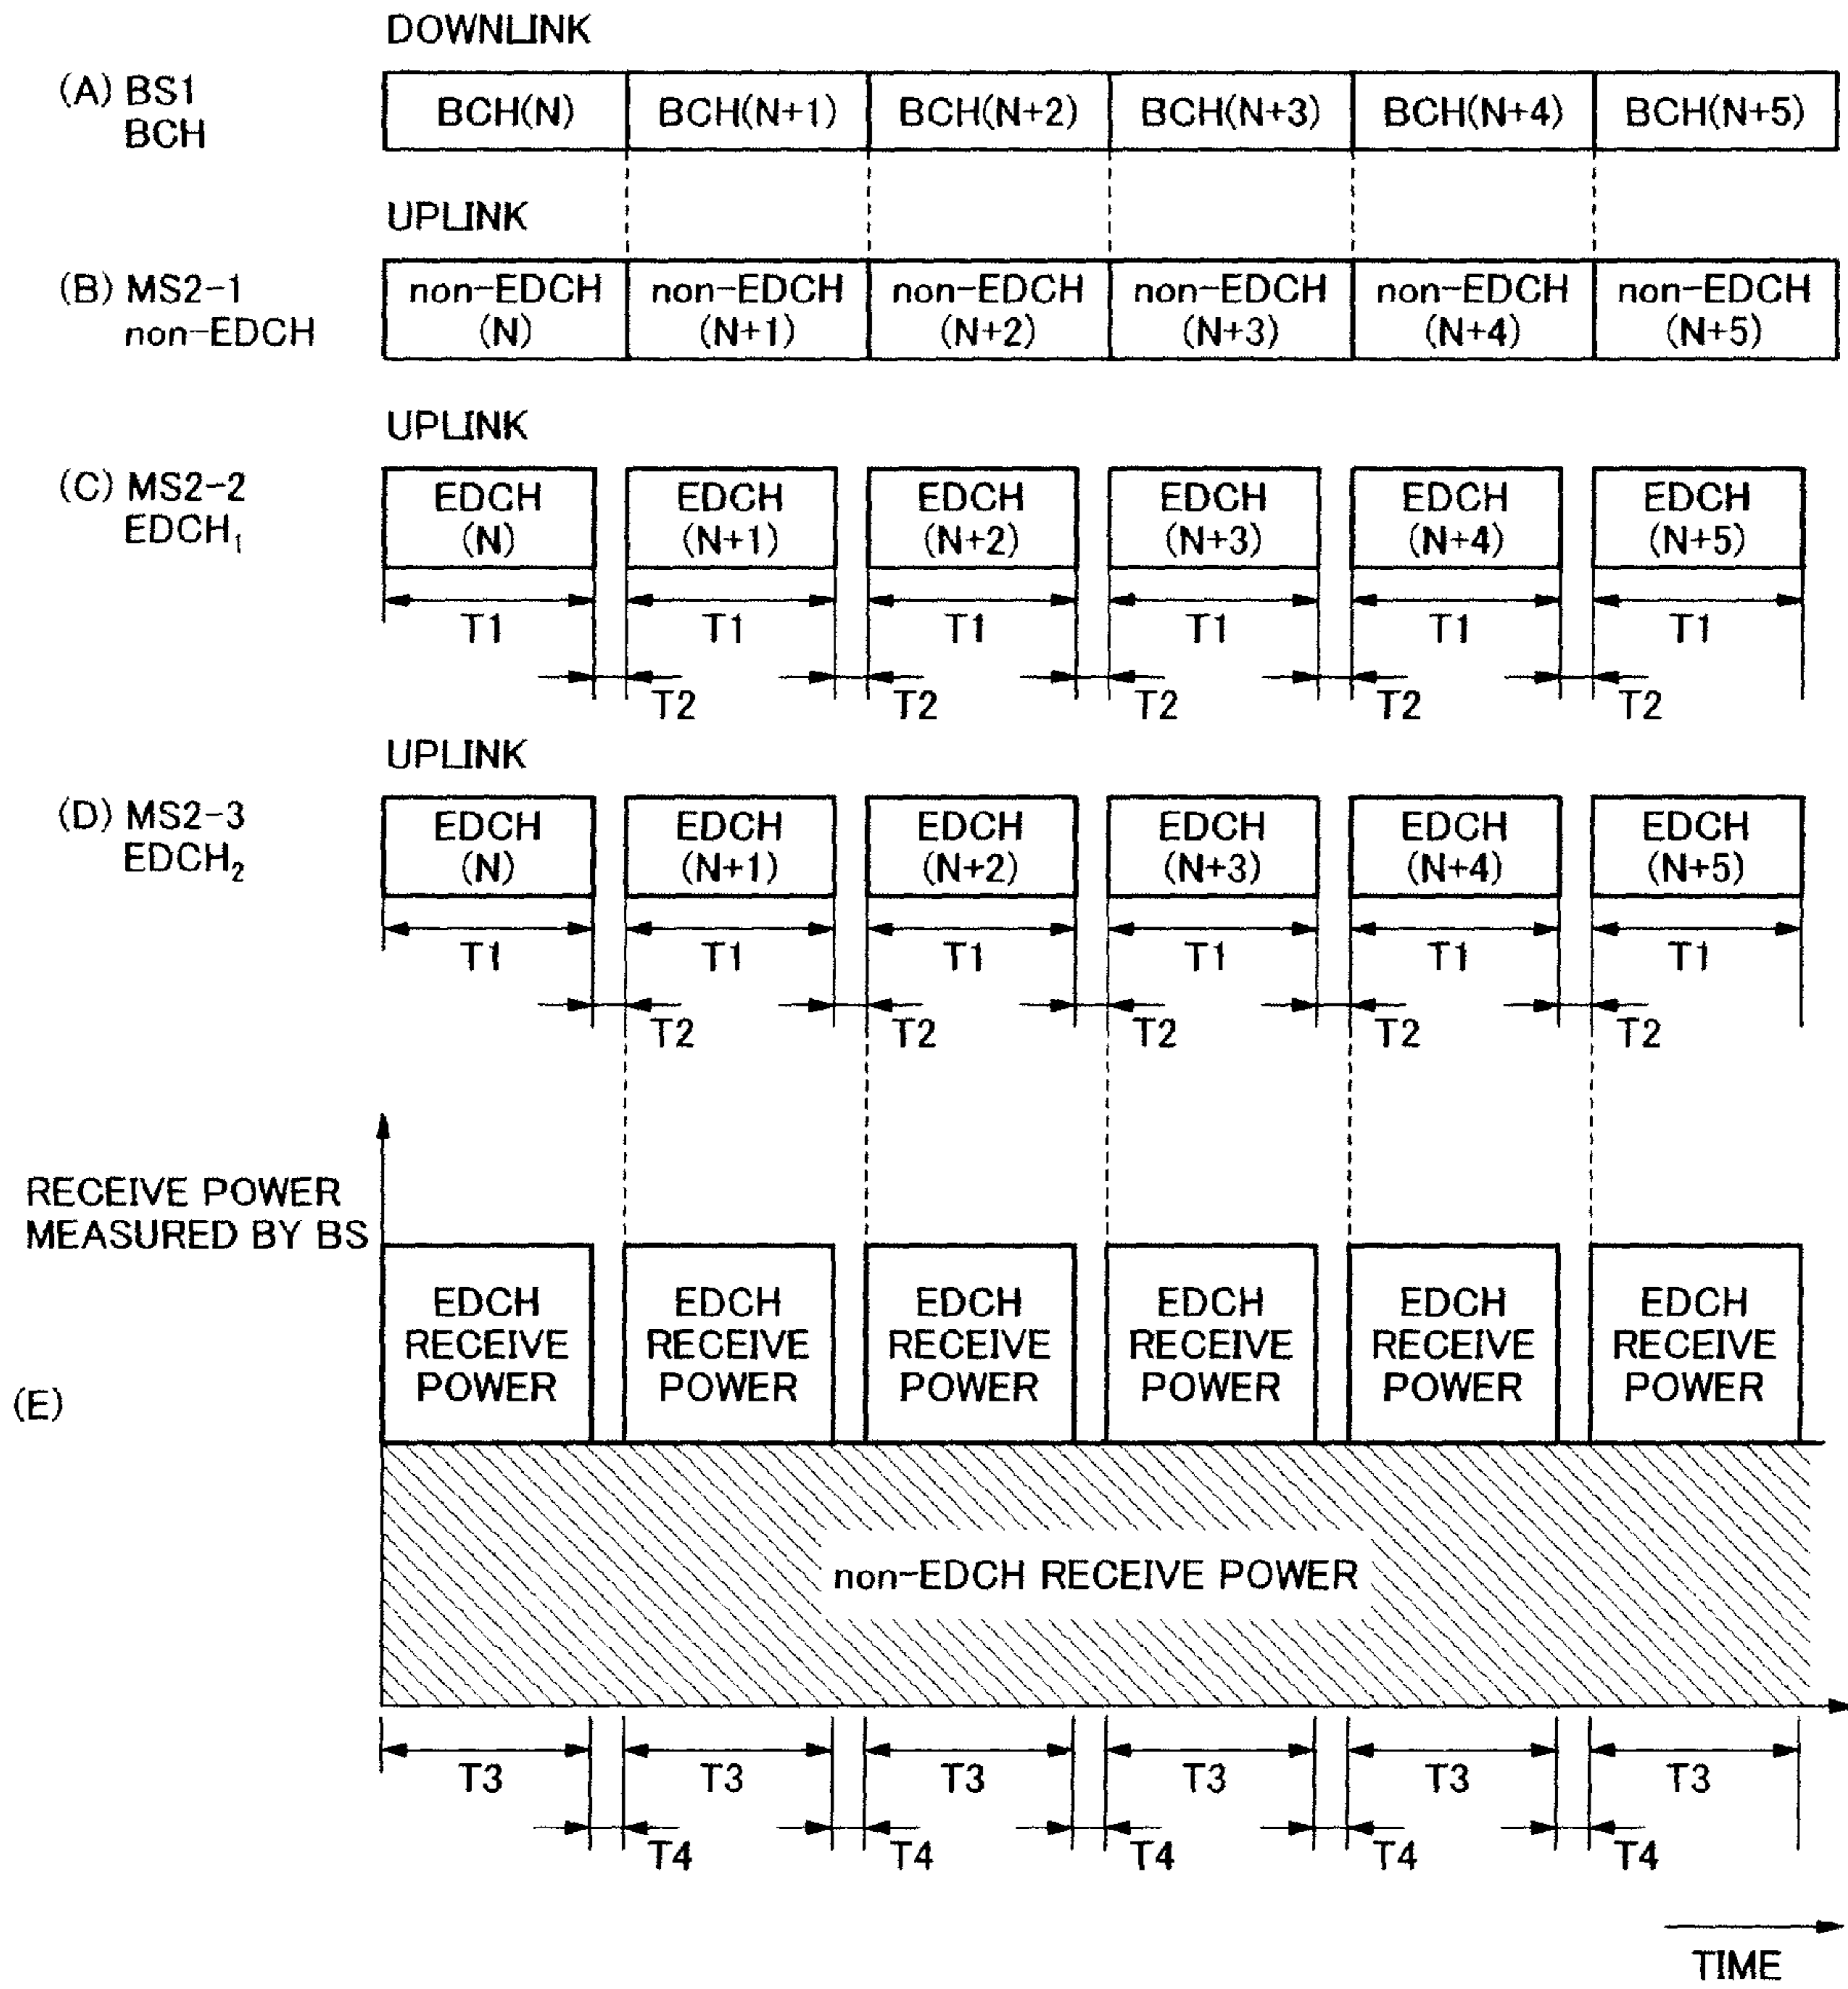 DOWNLINK
(A) BS1
BCH
BCH(N) BCH(N+1) BCH(N+2) BCH(N+3) BCH(N+4) BCH(N+5)
UPLINK
(B) MS2-1
non-EDCH
non-EDCH non-EDCH non-EDCH non-EDCH non-EDCH non-EDCH
(N) (N+1) (N+2) (N+3) (N+4) (N+5)
UPLINK
(C) MS2-2
EDCH₁
EDCH EDCH EDCH EDCH EDCH EDCH
(N) (N+1) (N+2) (N+3) (N+4) (N+5)
T1 T1 T1 T1 T1 T1
T2 T2 T2 T2 T2
UPLINK
(D) MS2-3
EDCH₂
EDCH EDCH EDCH EDCH EDCH EDCH
(N) (N+1) (N+2) (N+3) (N+4) (N+5)
T1 T1 T1 T1 T1 T1
T2 T2 T2 T2 T2
RECEIVE POWER
MEASURED BY BS
(E)
EDCH EDCH EDCH EDCH EDCH EDCH
RECEIVE RECEIVE RECEIVE RECEIVE RECEIVE RECEIVE
POWER POWER POWER POWER POWER POWER
non-EDCH RECEIVE POWER
T3 T3 T3 T3 T3 T3
T4 T4 T4 T4 T4
TIME